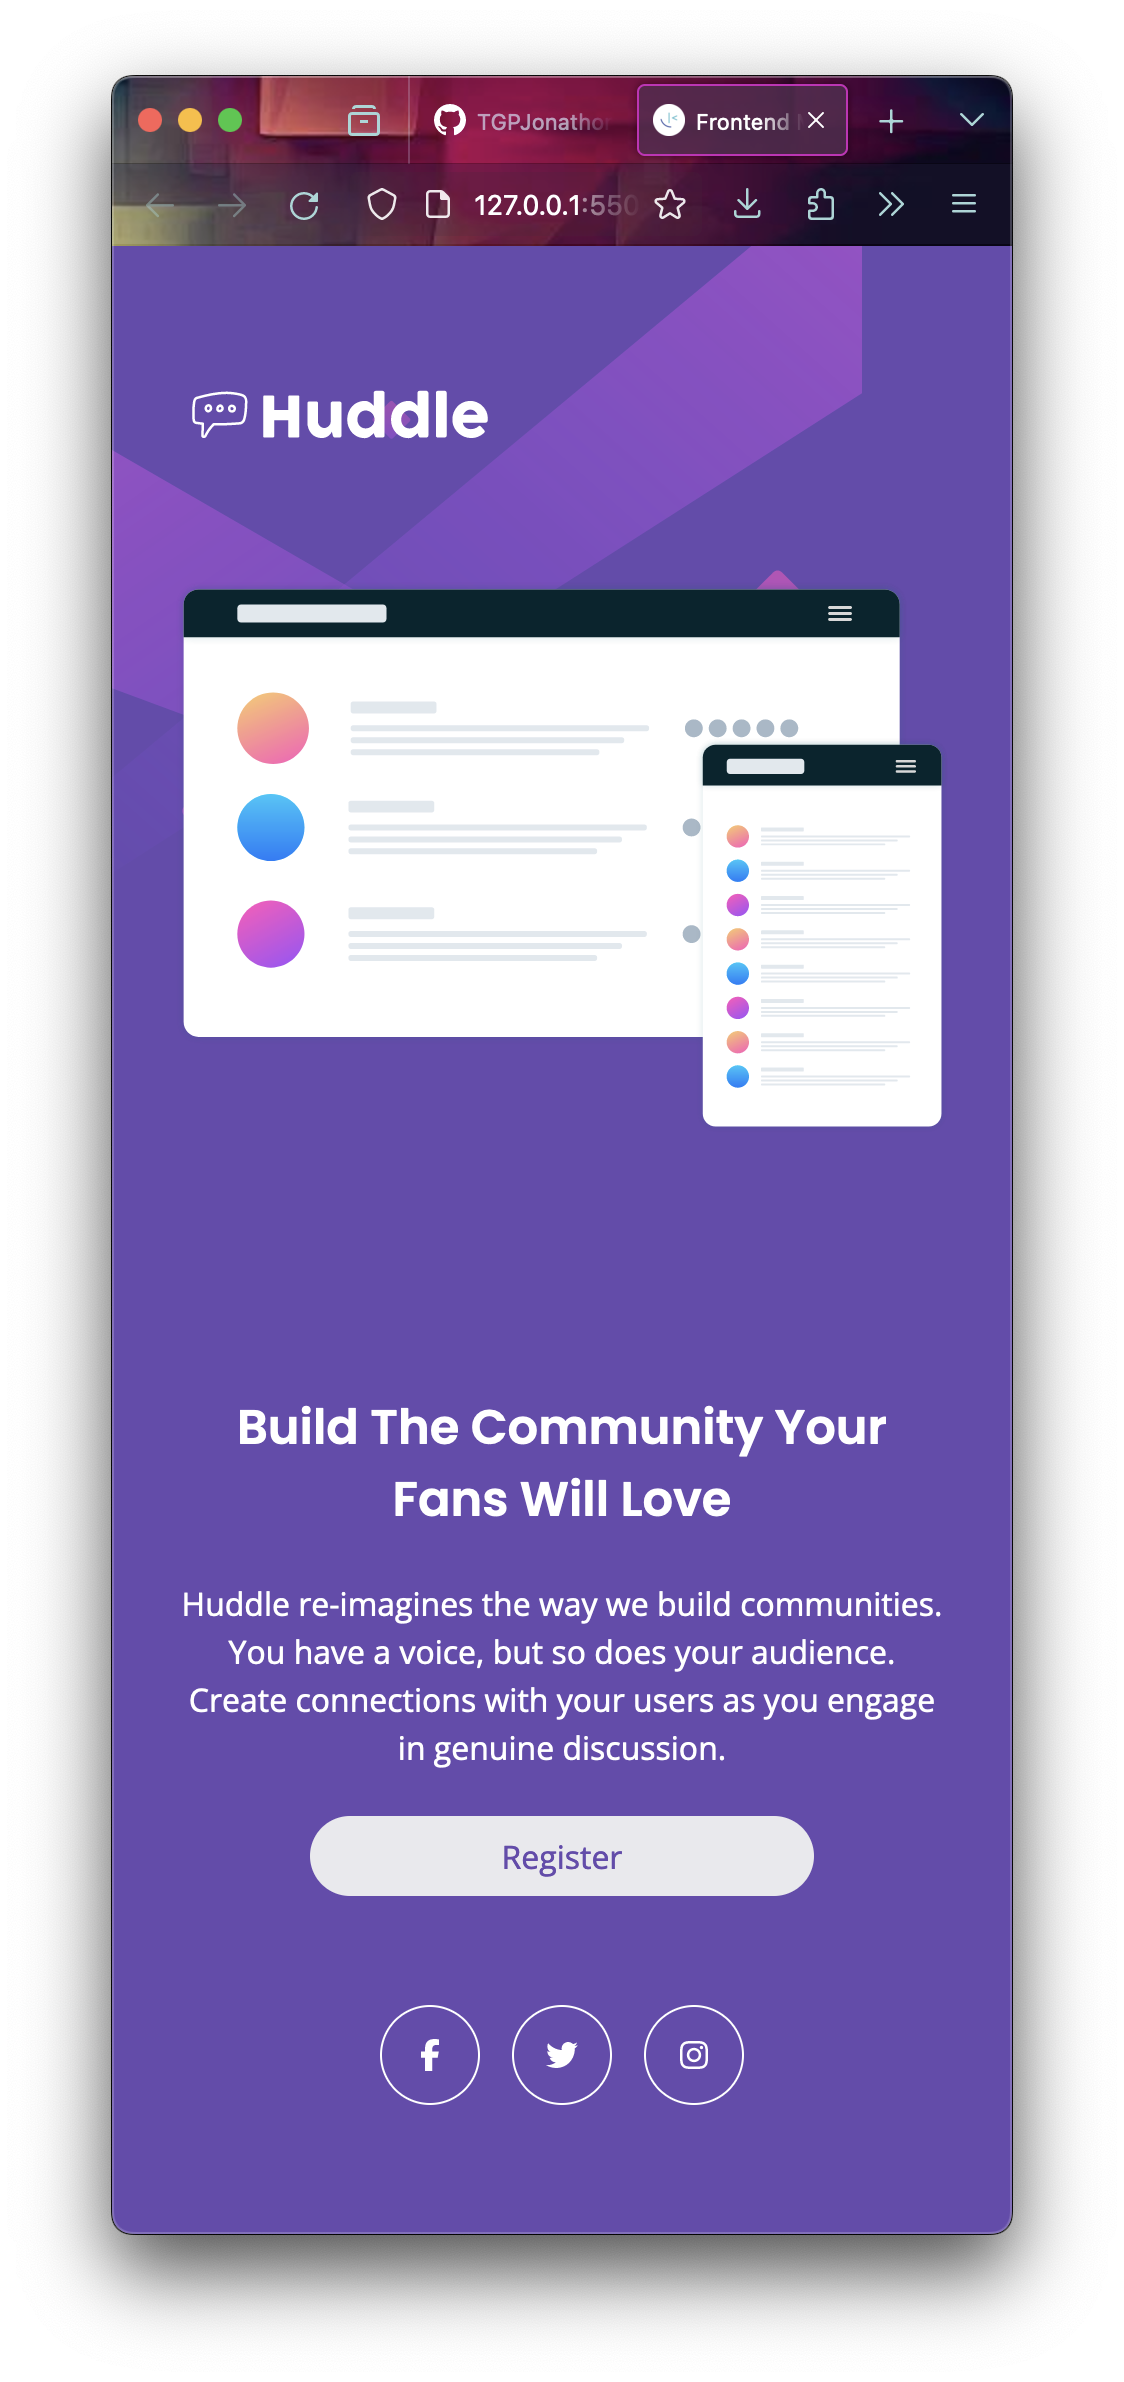 TGPJonathon
Frontend
127.0.0.1:550
Huddle
Build The Community Your
Fans Will Love
Huddle re-imagines the way we build communities.
You have a voice, but so does your audience.
Create connections with your users as you engage
in genuine discussion.
Register